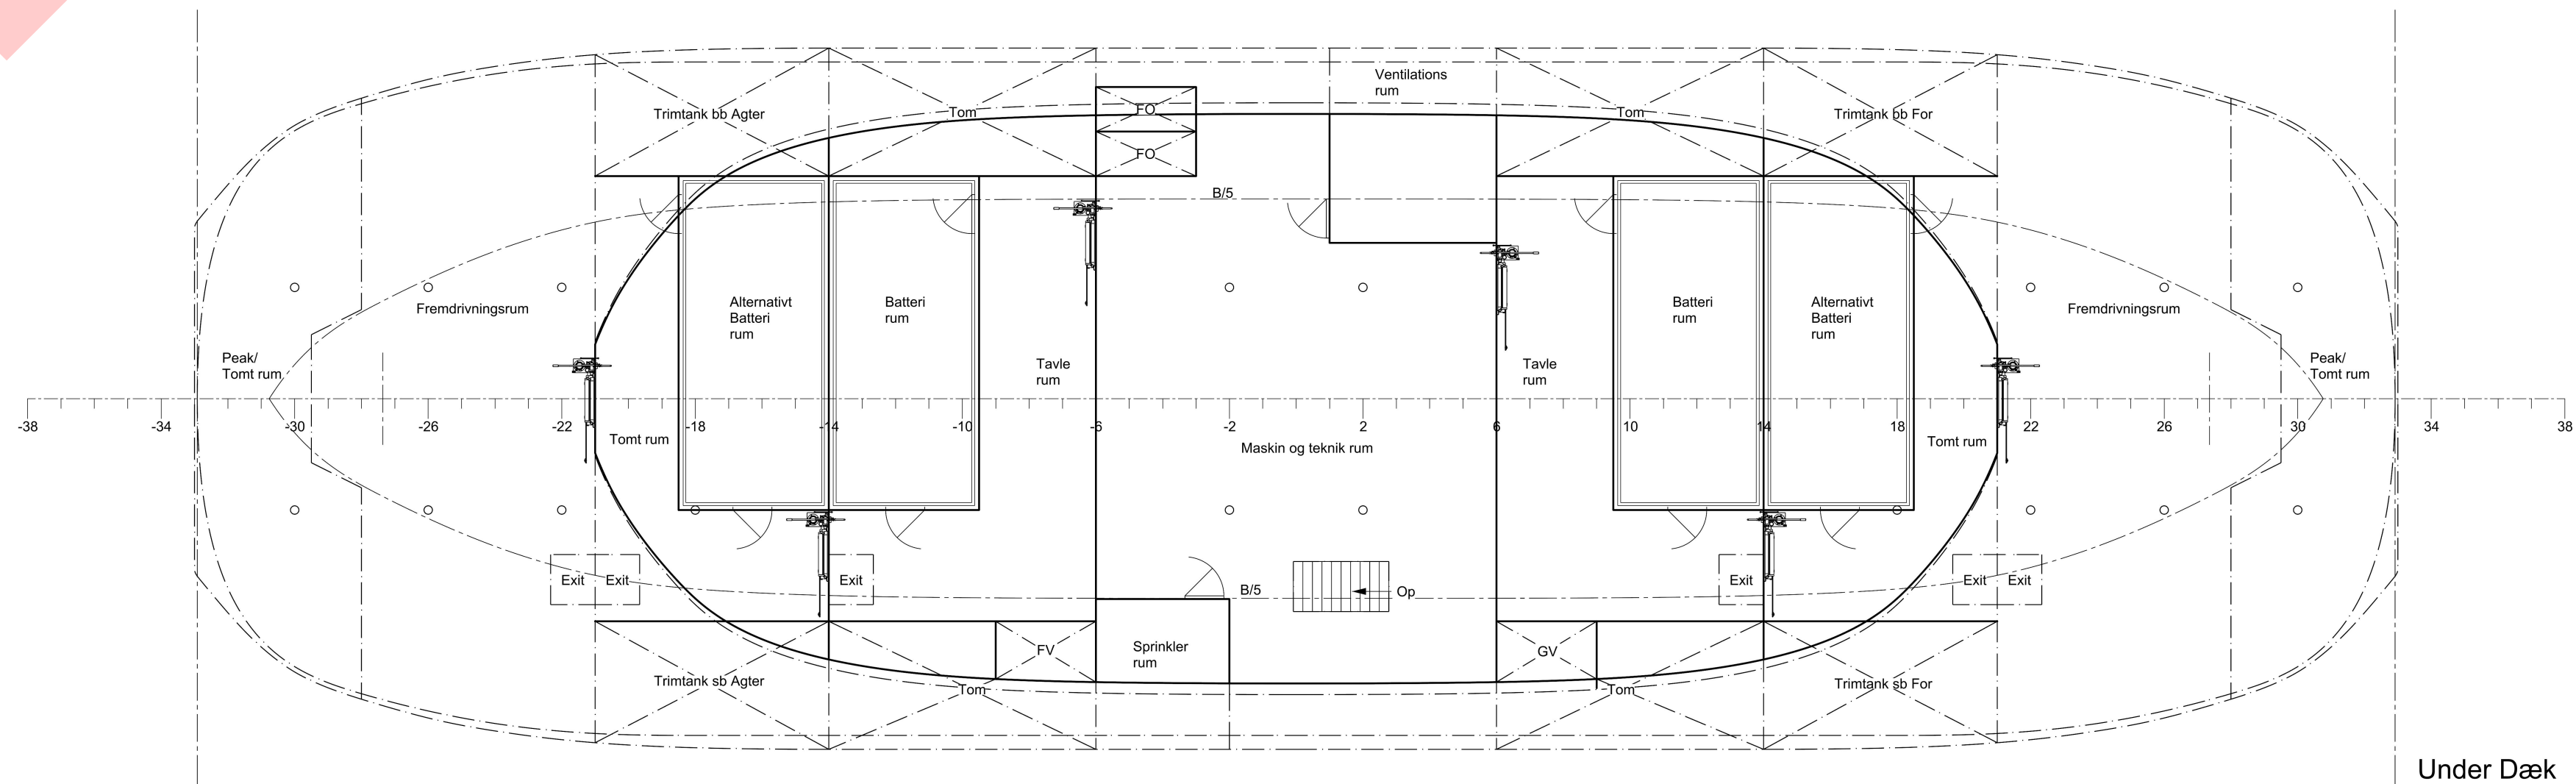 Ventilations
rum
Trimtank bb Agter
Tom
FO
Tom
Trimtank bb For
FO
B/5
Alternativt
Batteri
rum
Batteri
rum
Batteri
rum
Alternativt
Batteri
rum
Fremdrivningsrum
Fremdrivningsrum
Peak/
Tomt rum
Tavle
rum
Tavle
rum
Peak/
Tomt rum
-38 -34 -30 -26 -22 -18 -14 -10 -6 -2 2 6 10 14 18 22 26 30 34 38
Tomt rum
Maskin og teknik rum
Tomt rum
Exit Exit
Exit
B/5
Op
Exit
Exit Exit
FV
Sprinkler
rum
GV
Trimtank sb Agter
Tom
Tom
Trimtank sb For
Under Dæk